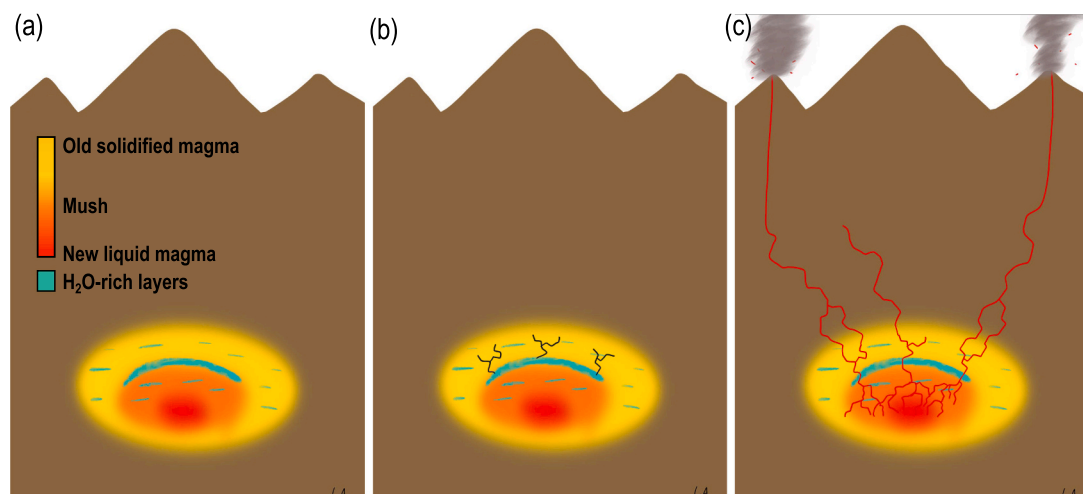 (a)
(b)
(c)
Old solidified magma
Mush
New liquid magma
H₂O-rich layers